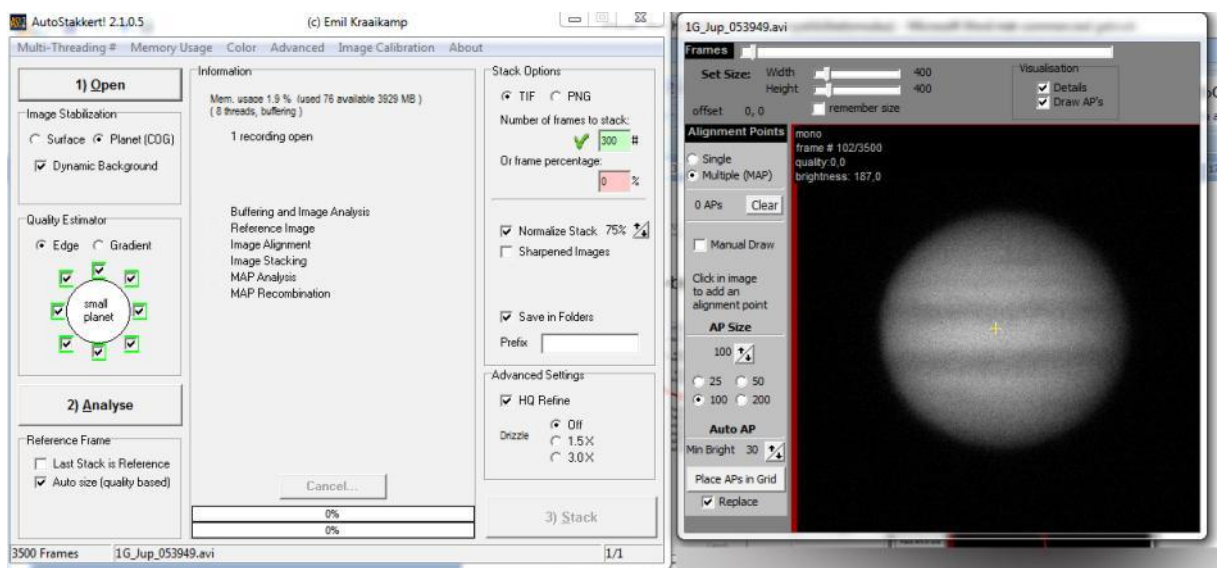 AutoStakkert! 2.1.0.5 (c) Emil Kraaikamp
Multi-Threading # Memory Usage Color Advanced Image Calibration About
1) Open
Image Stabilization
Surface Planet (COG)
Dynamic Background
Quality Estimator
Edge Gradient
small
planet
2) Analyse
Reference Frame
Last Stack is Reference
Auto size (quality based)
Information
Mem. usage 1.9 % (used 76 available 3929 MB )
( 8 threads, buffering )
1 recording open
Buffering and Image Analysis
Reference Image
Image Alignment
Image Stacking
MAP Analysis
MAP Recombination
Cancel...
0%
0%
Stack Options
TIF PNG
Number of frames to stack:
300 #
Or frame percentage:
0 %
Normalize Stack 75%
Sharpened Images
Save in Folders
Prefix
Advanced Settings
HQ Refine
Drizzle
Off
1.5 X
3.0 X
3) Stack
3500 Frames 1G_Jup_053949.avi 1/1
1G_Jup_053949.avi
Frames
Set Size: Width 400
Height 400
offset 0, 0 remember size
Visualisation
Details
Draw AP's
Alignment Points
Single
Multiple (MAP)
0 APs Clear
Manual Draw
Click in image
to add an
alignment point
AP Size
100
25 50
100 200
Auto AP
Min Bright 30
Place APs in Grid
Replace
mono
frame # 102/3500
quality:0,0
brightness: 187,0